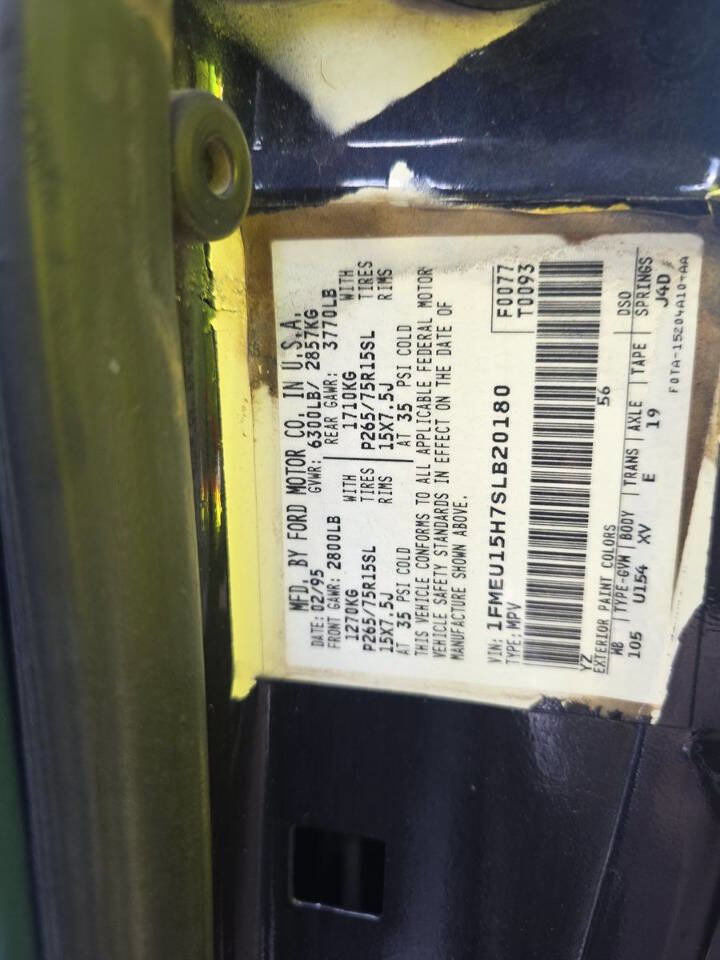 MFD. BY FORD MOTOR CO. IN U.S.A.
DATE: 02/95 GVWR: 6300LB/ 2857KG
FRONT GAWR: 2800LB REAR GAWR: 3770LB
1270KG WITH 1710KG WITH
P265/75R15SL TIRES P265/75R15SL TIRES
15X7.5J RIMS 15X7.5J RIMS
AT 35 PSI COLD AT 35 PSI COLD
THIS VEHICLE CONFORMS TO ALL APPLICABLE FEDERAL MOTOR
VEHICLE SAFETY STANDARDS IN EFFECT ON THE DATE OF
MANUFACTURE SHOWN ABOVE.
VIN: 1FMEU15H7SLB20180 F0077
TYPE: MPV T0093
YZ 56
EXTERIOR PAINT COLORS DSO
WB TYPE-GVW BODY TRANS AXLE TAPE SPRINGS
105 U154 XV E 19 J4D
F0TA-15204A10-AA